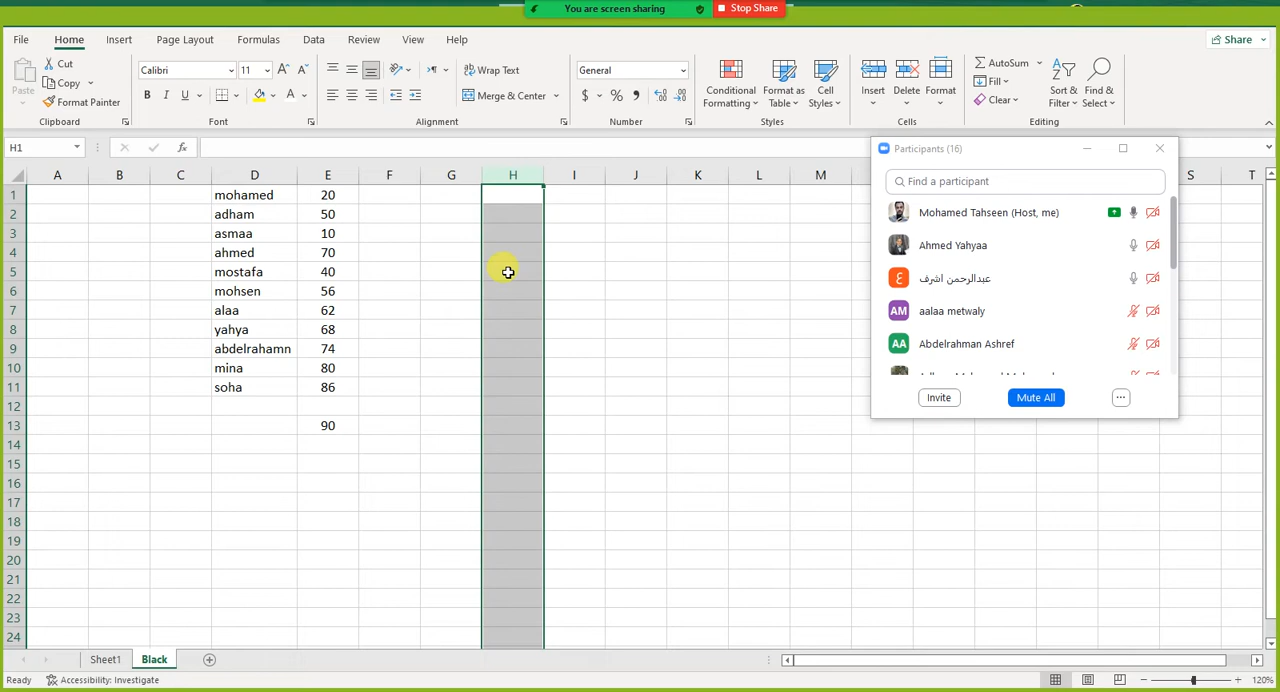 You are screen sharing
Stop Share
File Home Insert Page Layout Formulas Data Review View Help
Share
Paste
Cut
Copy
Format Painter
Clipboard
Calibri 11
B I U
Font
Wrap Text
Merge & Center
Alignment
General
$ % ,
Number
Conditional Formatting
Format as Table
Cell Styles
Styles
Insert Delete Format
Cells
AutoSum
Fill
Clear
Sort & Filter
Find & Select
Editing
H1
fx
A B C D E F G H I J K L M S T
1 mohamed 20
2 adham 50
3 asmaa 10
4 ahmed 70
5 mostafa 40
6 mohsen 56
7 alaa 62
8 yahya 68
9 abdelrahamn 74
10 mina 80
11 soha 86
12
13 90
14
15
16
17
18
19
20
21
22
23
24
Participants (16)
Find a participant
Mohamed Tahseen (Host, me)
Ahmed Yahyaa
ع عبدالرحمن اشرف
AM aalaa metwaly
AA Abdelrahman Ashref
Invite Mute All ...
Sheet1 Black
Ready Accessibility: Investigate
120%